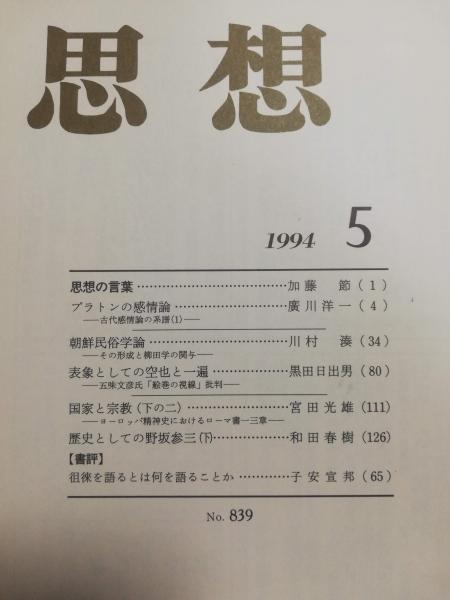 思想
1994 5
思想の言葉……………………………加藤 節(1)
プラトンの感情論……………………廣川洋一(4)
――古代感情論の系譜(1)――
朝鮮民俗学論…………………………川村 湊(34)
――その形成と柳田学の関与――
表象としての空也と一遍……………黒田日出男(80)
――五味文彦氏「絵巻の視線」批判――
国家と宗教(下の二)…………………宮田光雄(111)
――ヨーロッパ精神史におけるローマ書一三章――
歴史としての野坂参三(下)…………和田春樹(126)
【書評】
徂徠を語るとは何を語ることか…………子安宣邦(65)
No. 839